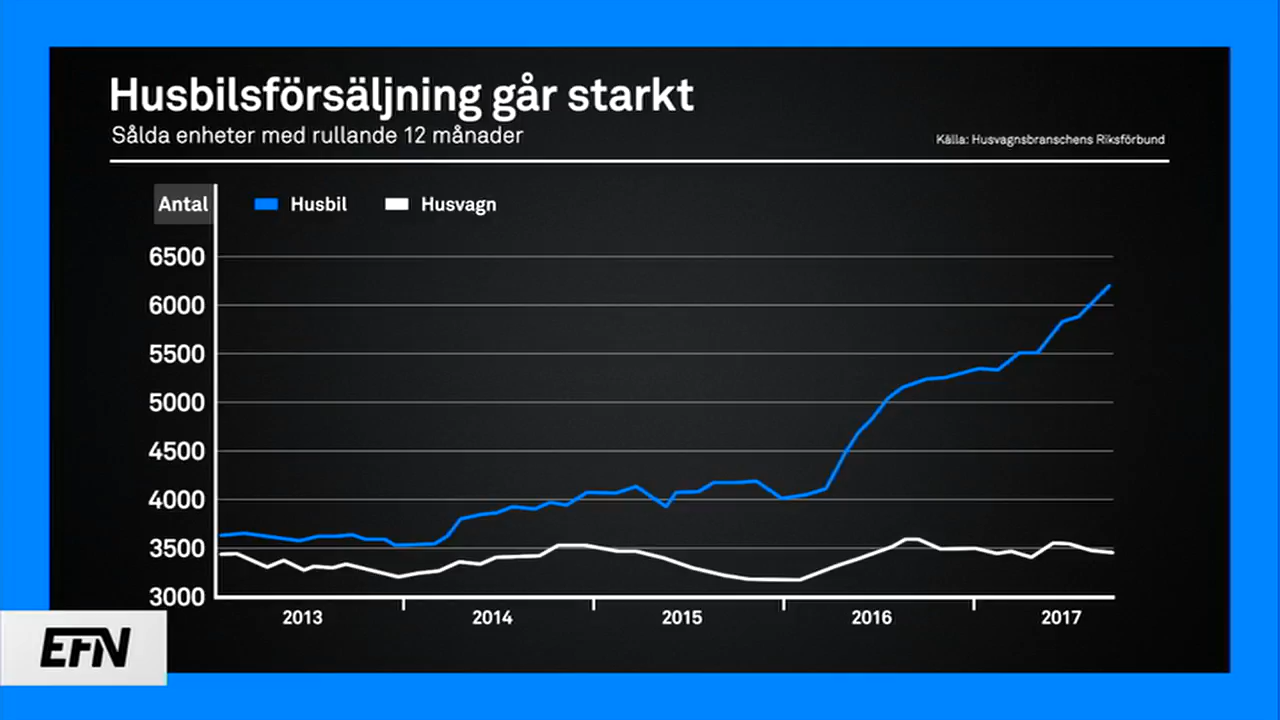 Husbilsförsäljning går starkt
Sålda enheter med rullande 12 månader
Källa: Husvagnsbranschens Riksförbund
Antal
Husbil
Husvagn
6500
6000
5500
5000
4500
4000
3500
3000
2013
2014
2015
2016
2017
EFN